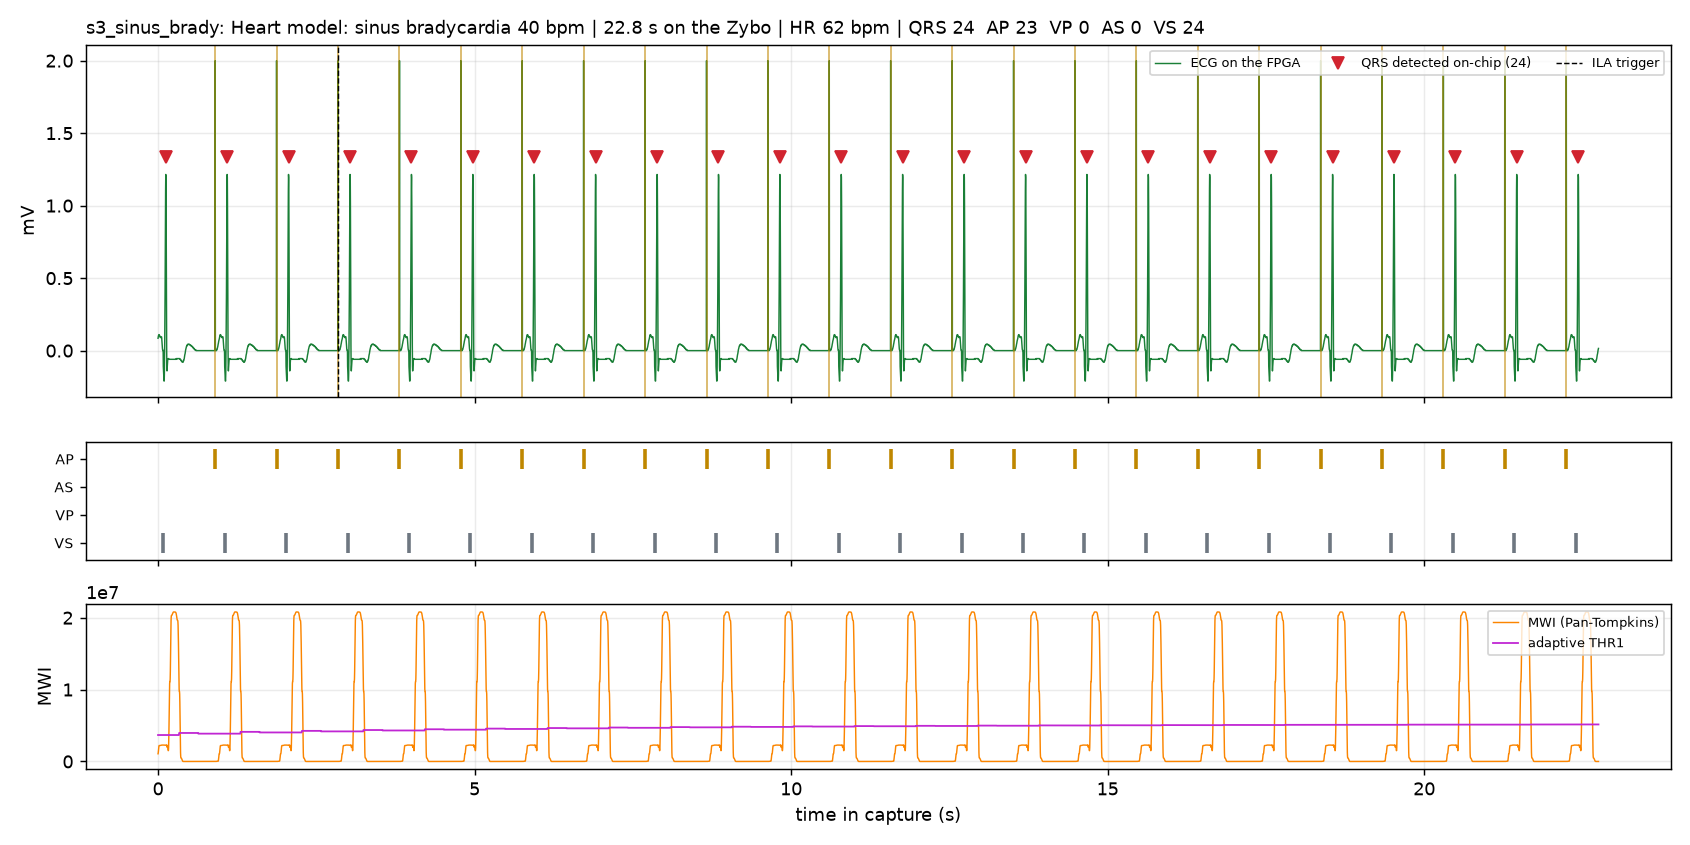 s3_sinus_brady: Heart model: sinus bradycardia 40 bpm | 22.8 s on the Zybo | HR 62 bpm | QRS 24  AP 23  VP 0  AS 0  VS 24
ECG on the FPGA
QRS detected on-chip (24)
ILA trigger
2.0
1.5
1.0
0.5
0.0
mV
AP
AS
VP
VS
1e7
MWI (Pan-Tompkins)
adaptive THR1
2
1
0
MWI
0
5
10
15
20
time in capture (s)